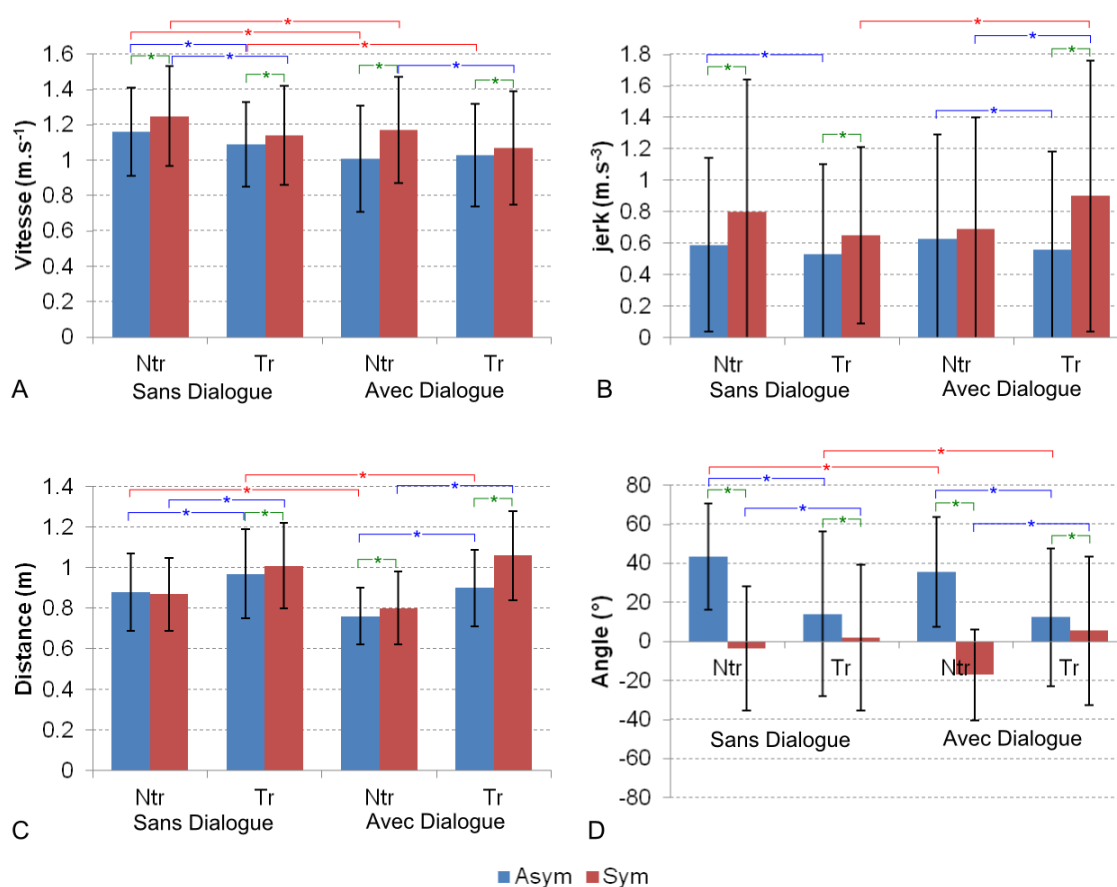 Vitesse (m.s-1)
1.6
1.4
1.2
1
0.8
0.6
0.4
0.2
0
* * * * * * * * * *
Ntr Tr Ntr Tr
Sans Dialogue Avec Dialogue
A
jerk (m.s-3)
1.8
1.6
1.4
1.2
1
0.8
0.6
0.4
0.2
0
* * * * * * *
Ntr Tr Ntr Tr
Sans Dialogue Avec Dialogue
B
Distance (m)
1.4
1.2
1
0.8
0.6
0.4
0.2
0
* * * * * * * * *
Ntr Tr Ntr Tr
Sans Dialogue Avec Dialogue
C
Angle (°)
80
60
40
20
0
-20
-40
-60
-80
* * * * * * * * * *
Ntr Tr Ntr Tr
Sans Dialogue Avec Dialogue
D
Asym Sym